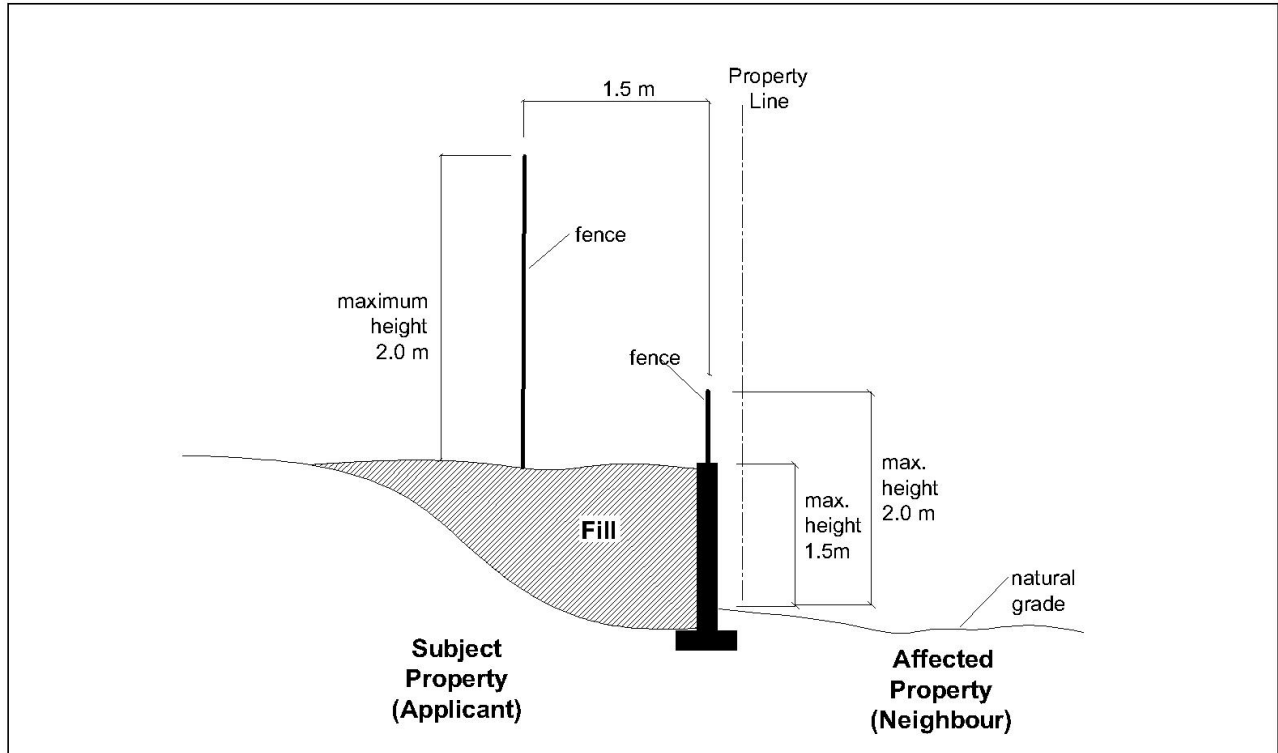 Property
Line
1.5 m
fence
maximum
height
2.0 m
fence
max.
height
2.0 m
max.
height
1.5m
Fill
natural
grade
Subject
Property
(Applicant)
Affected
Property
(Neighbour)